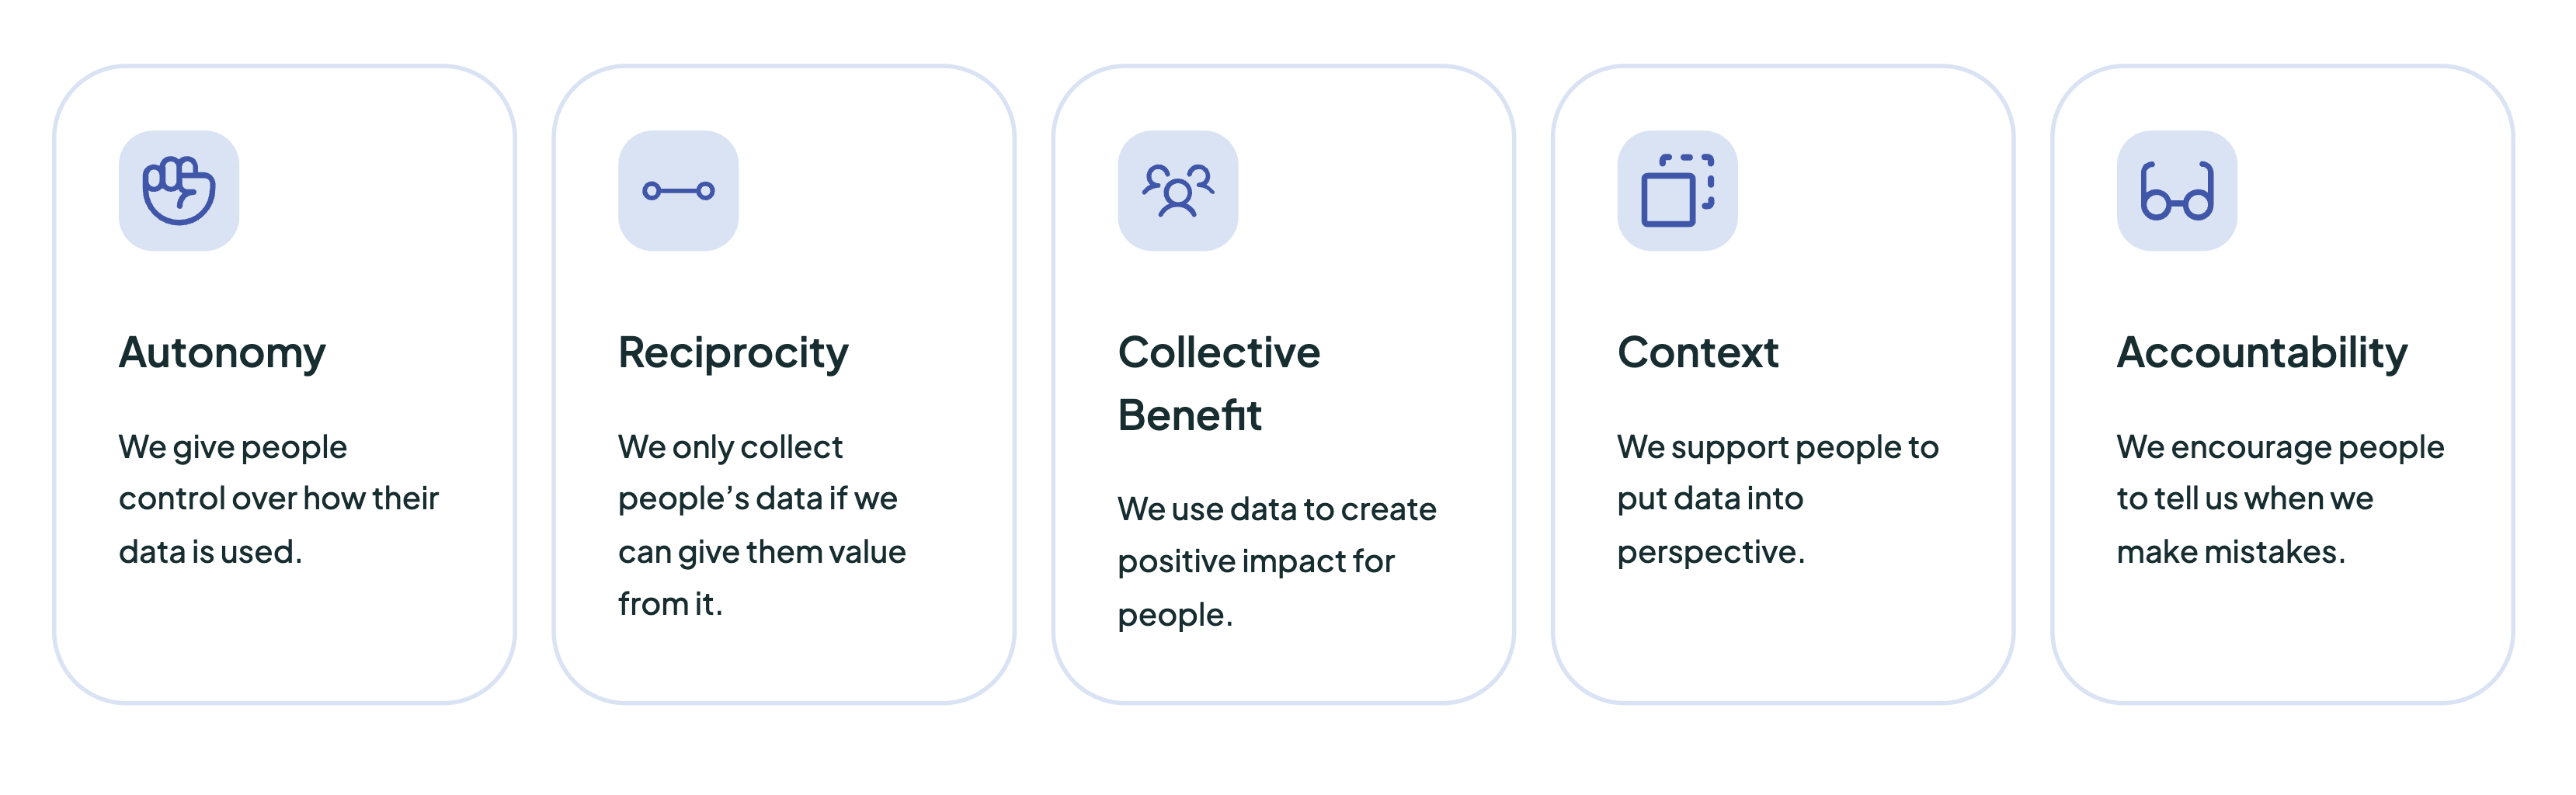 Autonomy
We give people
control over how their
data is used.
Reciprocity
We only collect
people’s data if we
can give them value
from it.
Collective
Benefit
We use data to create
positive impact for
people.
Context
We support people to
put data into
perspective.
Accountability
We encourage people
to tell us when we
make mistakes.